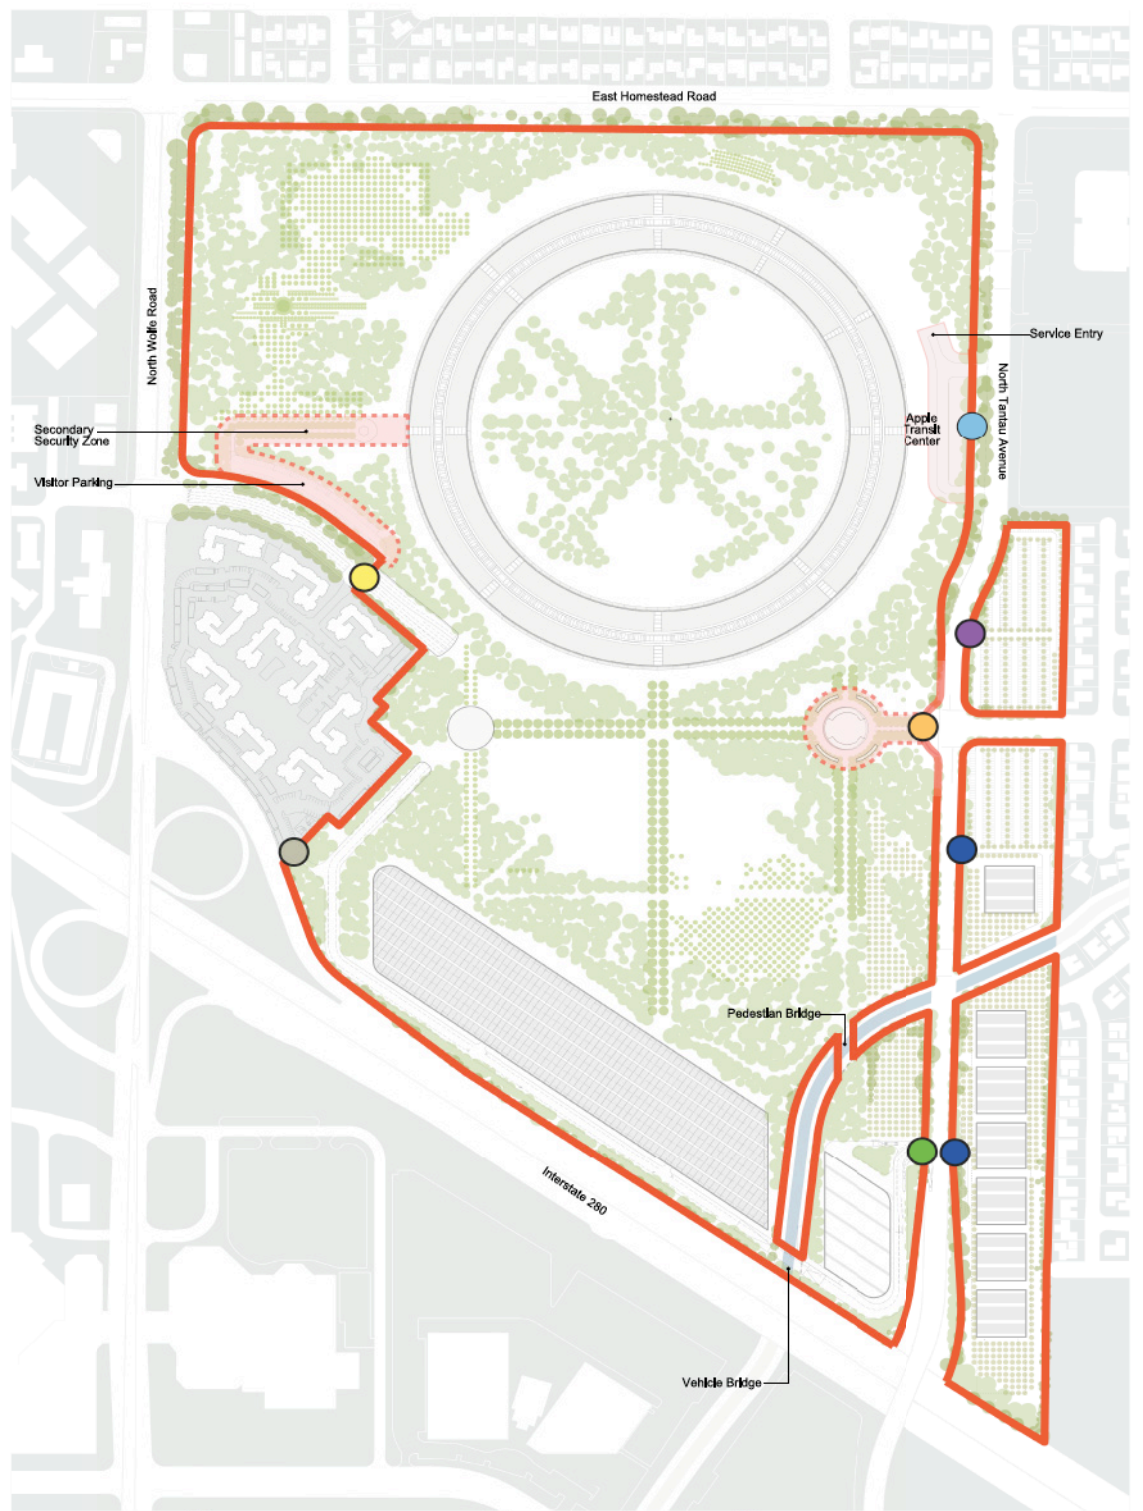 East Homestead Road
North Wolfe Road
Service Entry
North Tantau Avenue
Apple
Transit
Center
Secondary
Security Zone
Visitor Parking
Pedestian Bridge
Interstate 280
Vehicle Bridge